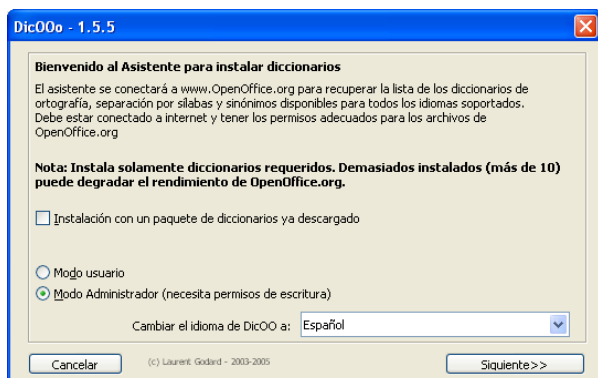 DicOOo - 1.5.5
Bienvenido al Asistente para instalar diccionarios
El asistente se conectará a www.OpenOffice.org para recuperar la lista de los diccionarios de
ortografía, separación por sílabas y sinónimos disponibles para todos los idiomas soportados.
Debe estar conectado a internet y tener los permisos adecuados para los archivos de
OpenOffice.org
Nota: Instala solamente diccionarios requeridos. Demasiados instalados (más de 10)
puede degradar el rendimiento de OpenOffice.org.
Instalación con un paquete de diccionarios ya descargado
Modo usuario
Modo Administrador (necesita permisos de escritura)
Cambiar el idioma de DicOO a: Español
Cancelar (c) Laurent Godard - 2003-2005 Siguiente>>